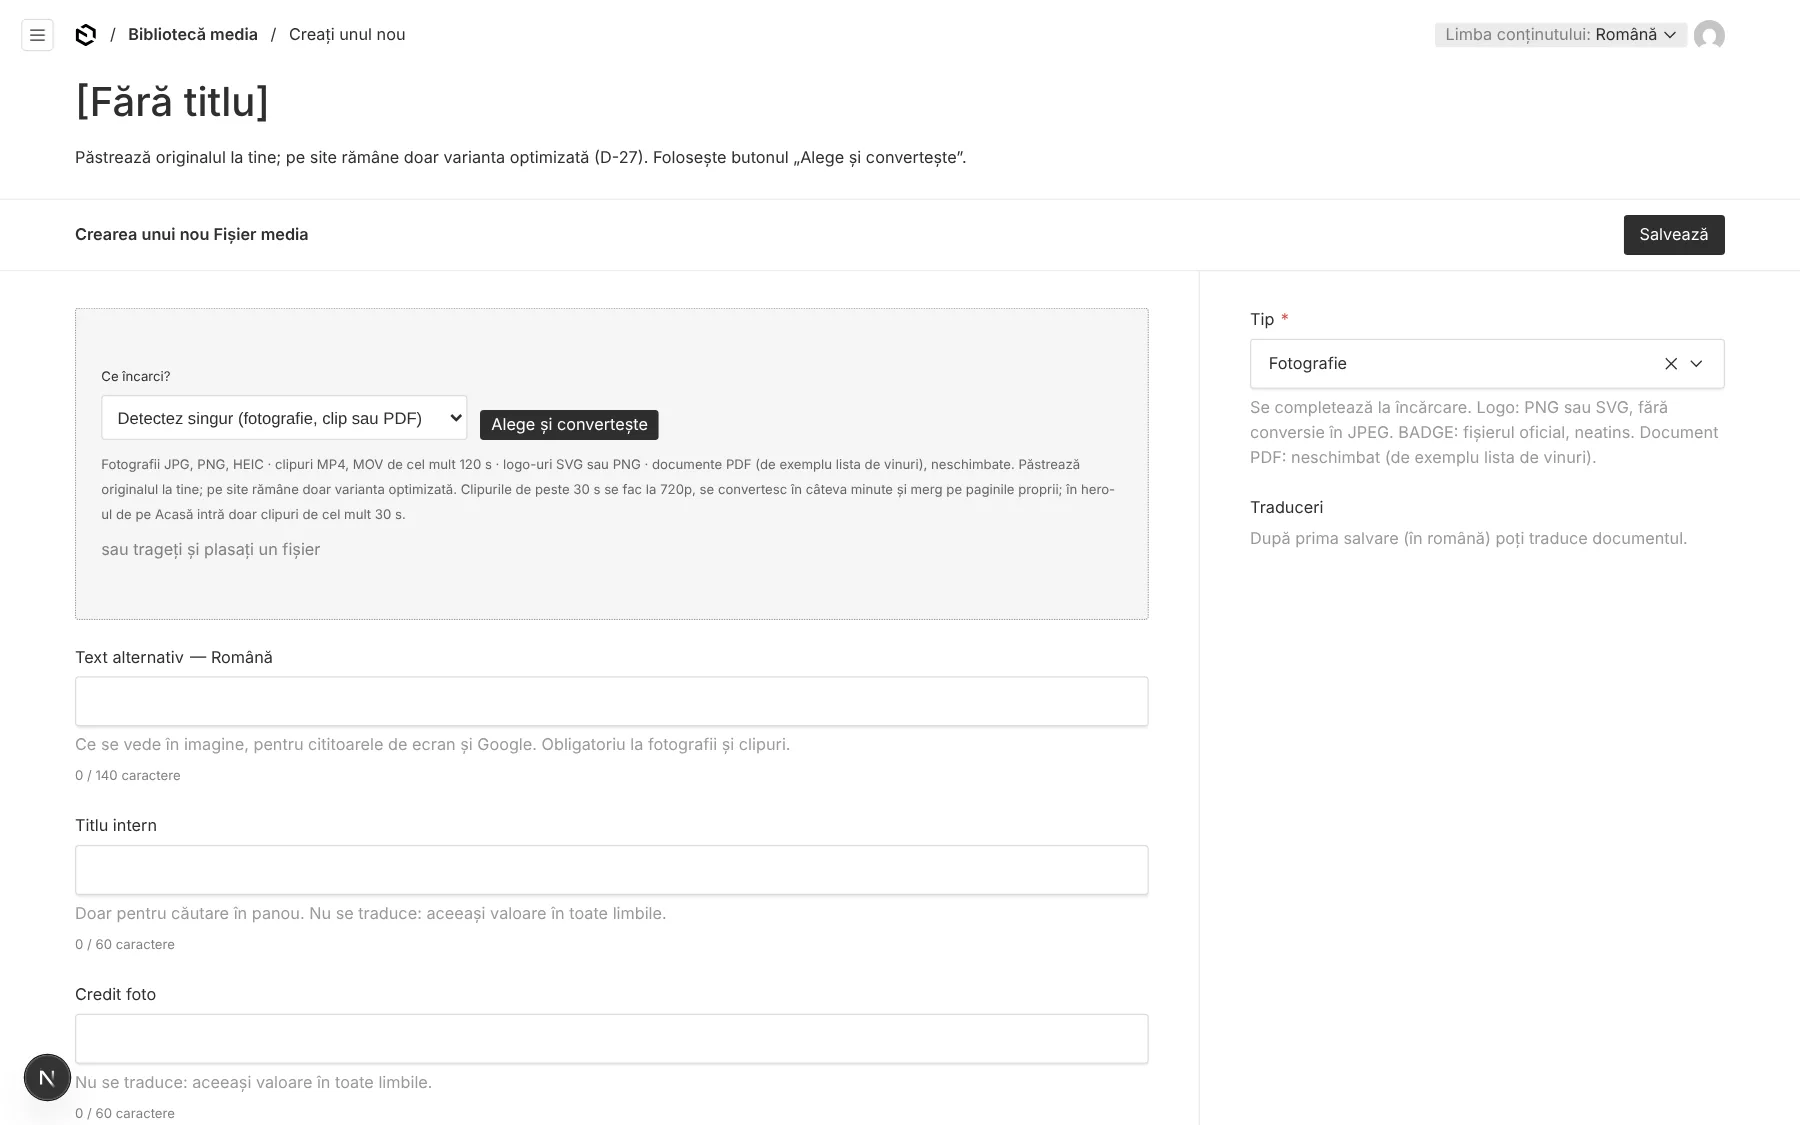 / Bibliotecă media / Creați unul nou
Limba conținutului: Română
[Fără titlu]
Păstrează originalul la tine; pe site rămâne doar varianta optimizată (D-27). Folosește butonul „Alege și convertește”.
Crearea unui nou Fișier media
Salvează
Ce încarci?
Detectez singur (fotografie, clip sau PDF)
Alege și convertește
Fotografii JPG, PNG, HEIC · clipuri MP4, MOV de cel mult 120 s · logo-uri SVG sau PNG · documente PDF (de exemplu lista de vinuri), neschimbate. Păstrează
originalul la tine; pe site rămâne doar varianta optimizată. Clipurile de peste 30 s se fac la 720p, se convertesc în câteva minute și merg pe paginile proprii; în hero-
ul de pe Acasă intră doar clipuri de cel mult 30 s.
sau trageți și plasați un fișier
Text alternativ — Română
Ce se vede în imagine, pentru cititoarele de ecran și Google. Obligatoriu la fotografii și clipuri.
0 / 140 caractere
Titlu intern
Doar pentru căutare în panou. Nu se traduce: aceeași valoare în toate limbile.
0 / 60 caractere
Credit foto
N
Nu se traduce: aceeași valoare în toate limbile.
0 / 60 caractere
Tip *
Fotografie
Se completează la încărcare. Logo: PNG sau SVG, fără
conversie în JPEG. BADGE: fișierul oficial, neatins. Document
PDF: neschimbat (de exemplu lista de vinuri).
Traduceri
După prima salvare (în română) poți traduce documentul.